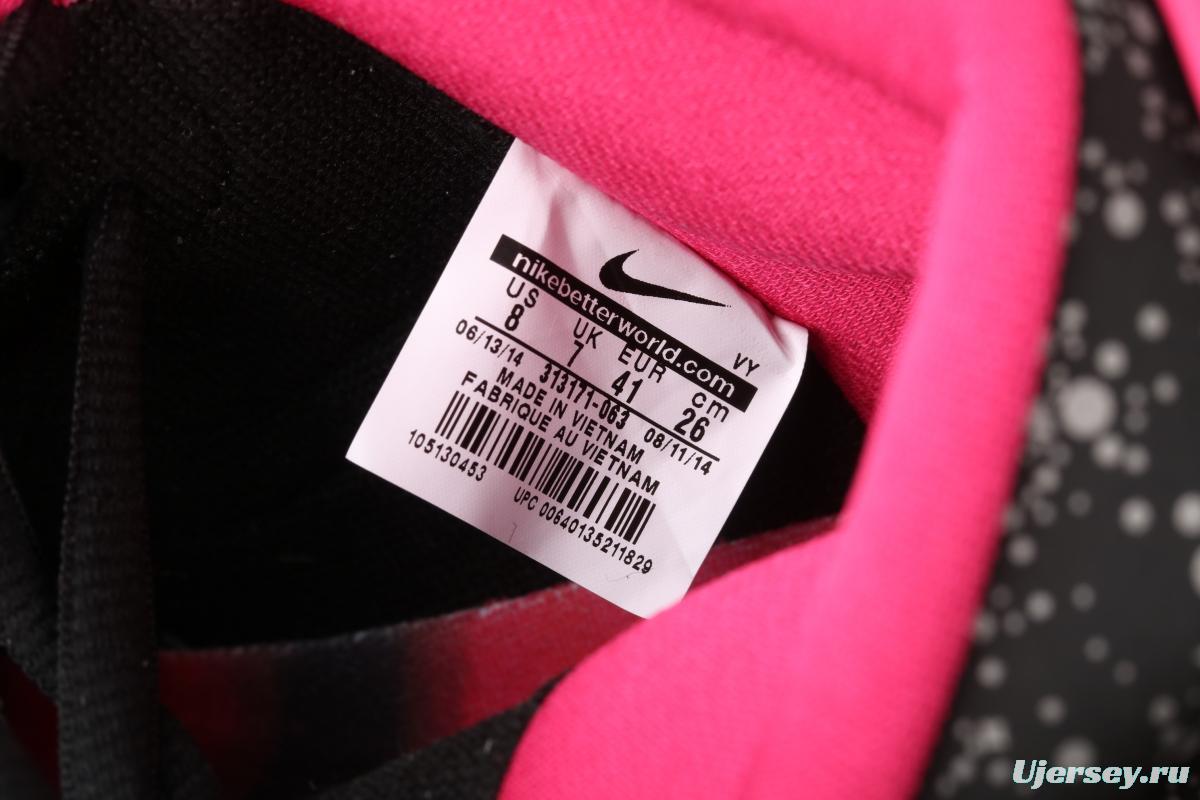 nikebetterworld.com
VY
US UK EUR cm
8 7 41 26
06/13/14 313171-063 08/11/14
MADE IN VIETNAM
FABRIQUE AU VIETNAM
105130453 UPC 00640135211829
Ujersey.ru